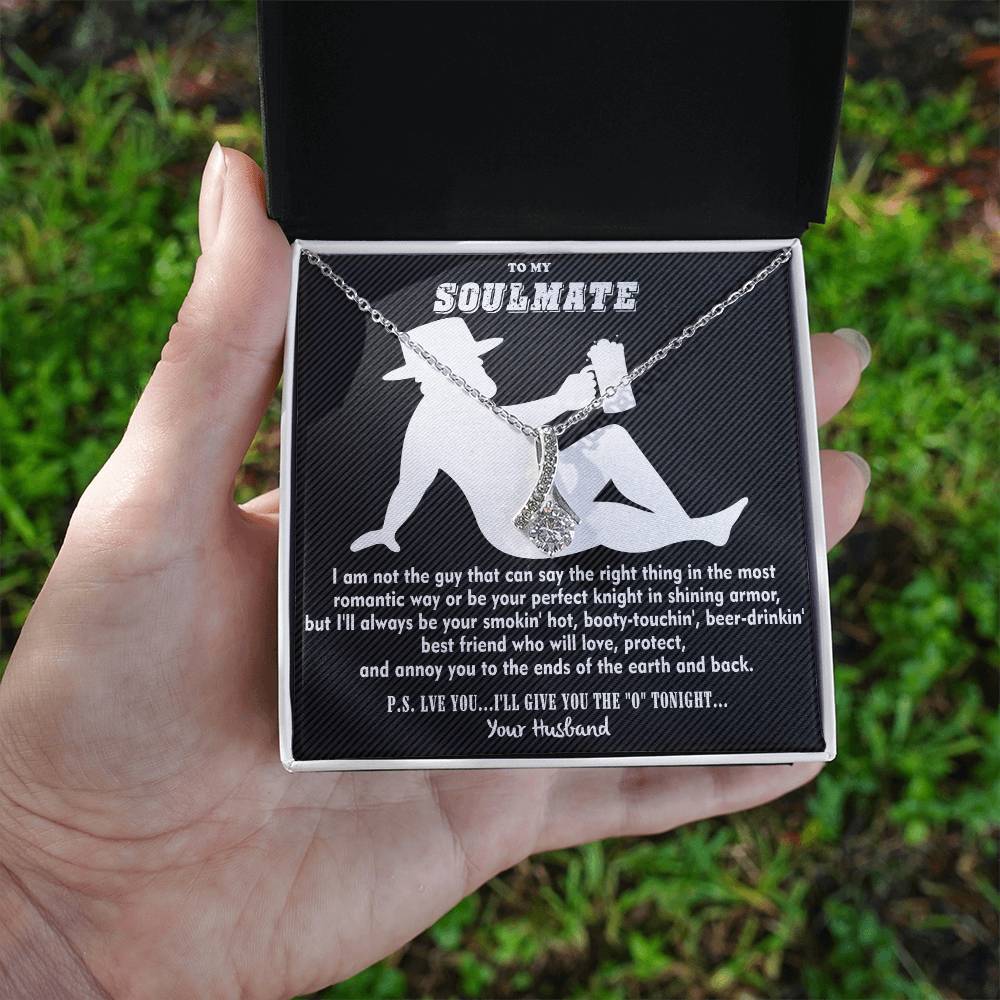 TO MY
SOULMATE
I am not the guy that can say the right thing in the most
romantic way or be your perfect knight in shining armor,
but I'll always be your smokin' hot, booty-touchin', beer-drinkin'
best friend who will love, protect,
and annoy you to the ends of the earth and back.
P.S. LVE YOU...I'LL GIVE YOU THE "O" TONIGHT...
Your Husband